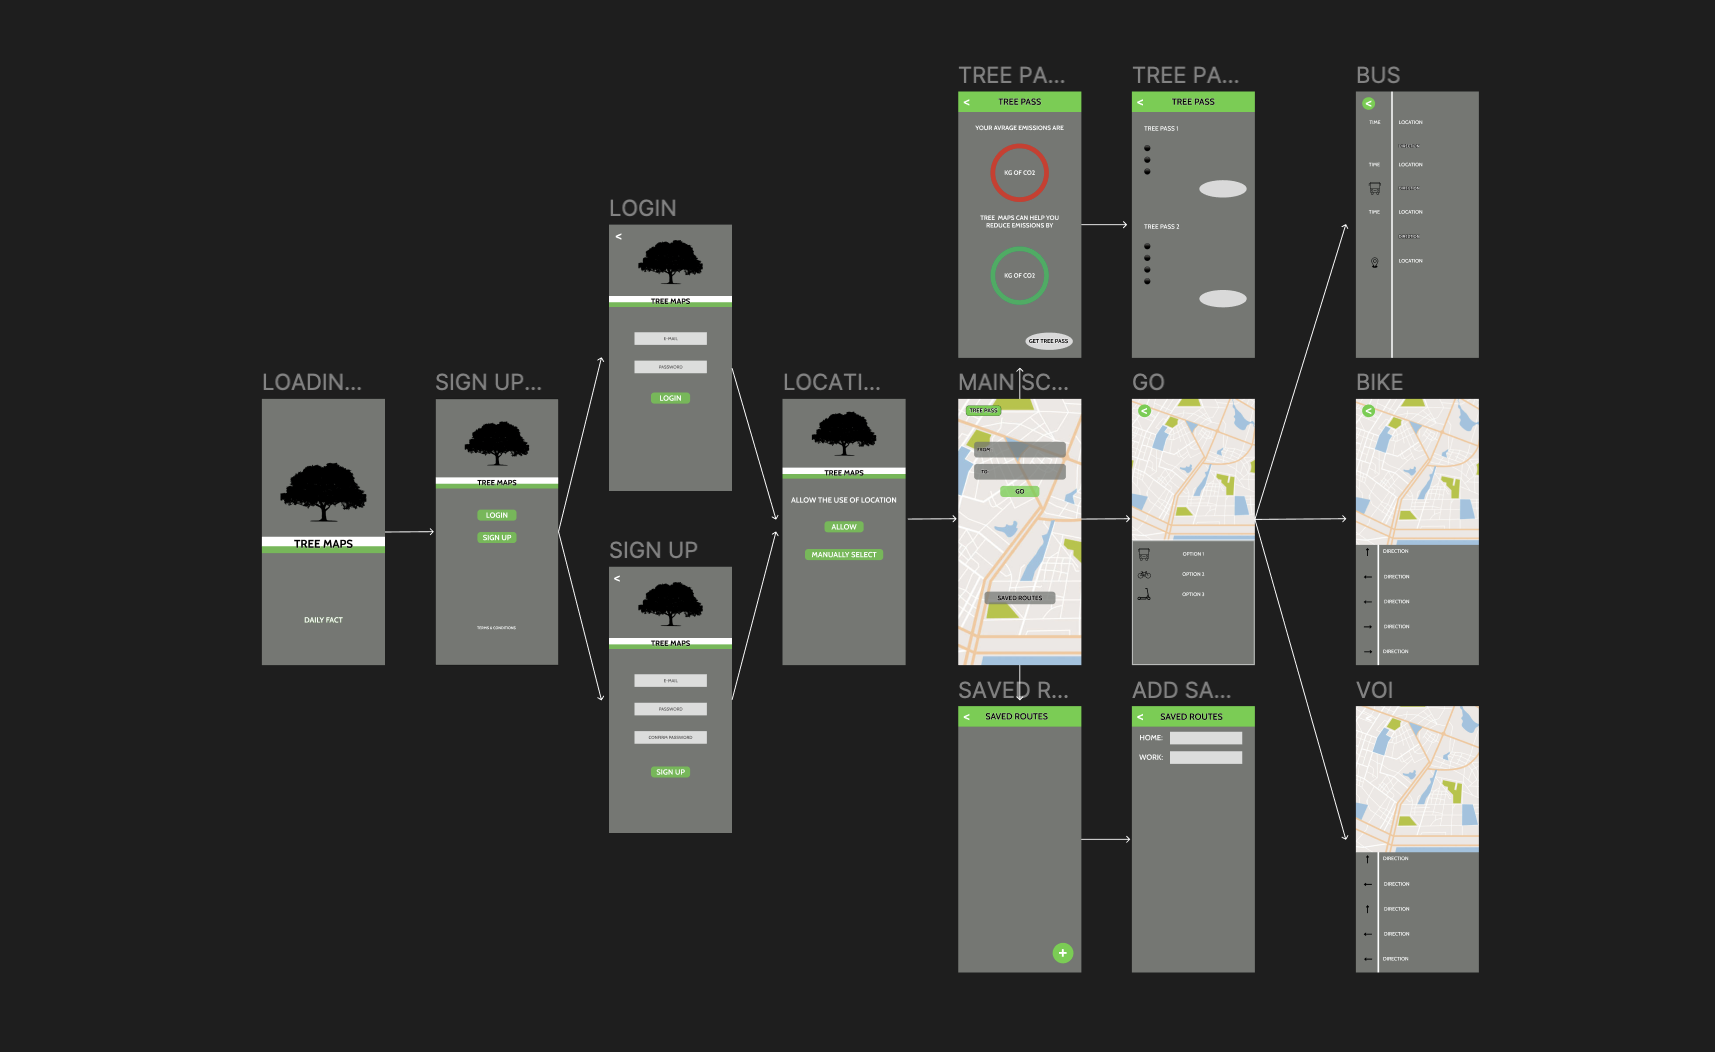 LOADIN...
TREE MAPS
DAILY FACT
SIGN UP...
TREE MAPS
LOGIN
SIGN UP
TERMS & CONDITIONS
LOGIN
<
TREE MAPS
E-MAIL
PASSWORD
LOGIN
SIGN UP
<
TREE MAPS
E-MAIL
PASSWORD
CONFIRM PASSWORD
SIGN UP
LOCATI...
TREE MAPS
ALLOW THE USE OF LOCATION
ALLOW
MANUALLY SELECT
TREE PA...
< TREE PASS
YOUR AVRAGE EMISSIONS ARE
KG OF CO2
TREE MAPS CAN HELP YOU
REDUCE EMISSIONS BY
KG OF CO2
GET TREE PASS
TREE PA...
< TREE PASS
TREE PASS 1
TREE PASS 2
MAIN SC...
TREE PASS
FROM
TO
GO
SAVED ROUTES
GO
<
OPTION 1
OPTION 2
OPTION 3
SAVED R...
< SAVED ROUTES
+
ADD SA...
< SAVED ROUTES
HOME:
WORK:
BUS
<
TIME LOCATION
DIRECTION
TIME LOCATION
DIRECTION
TIME LOCATION
DIRECTION
LOCATION
BIKE
<
DIRECTION
DIRECTION
DIRECTION
DIRECTION
DIRECTION
VOI
DIRECTION
DIRECTION
DIRECTION
DIRECTION
DIRECTION